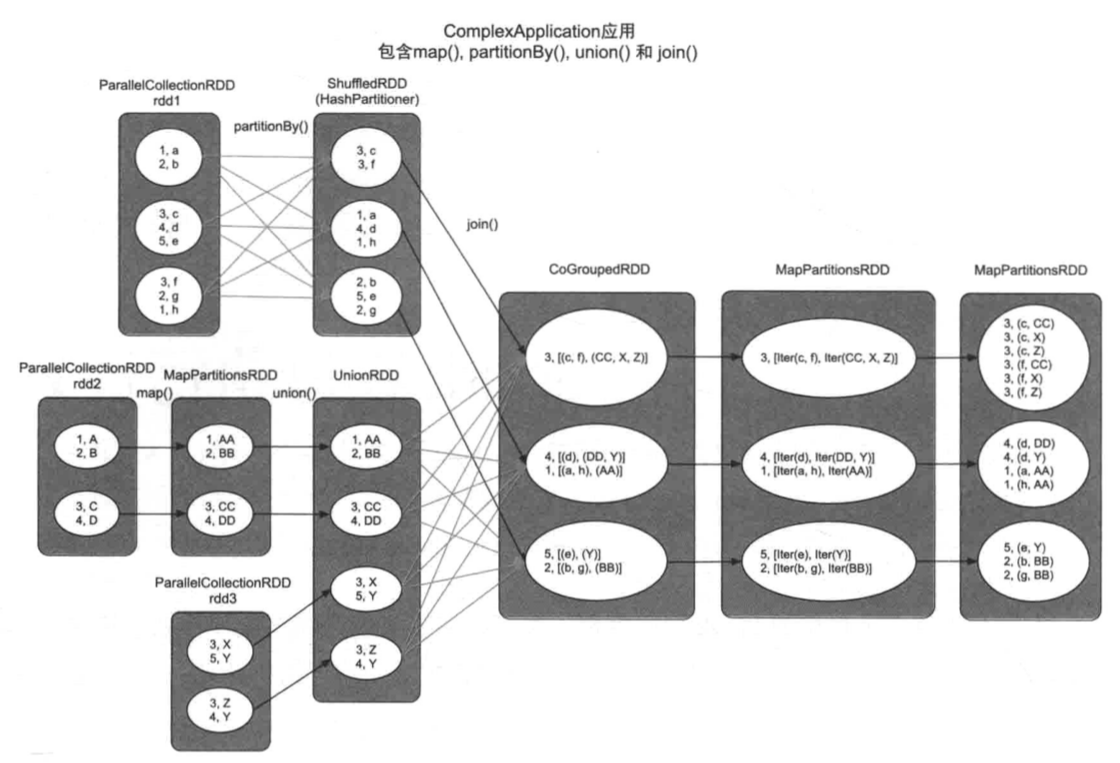 ComplexApplication应用
包含map(), partitionBy(), union() 和 join()
ParallelCollectionRDD
rdd1
1, a
2, b
3, c
4, d
5, e
3, f
2, g
1, h
partitionBy()
ShuffledRDD
(HashPartitioner)
3, c
3, f
1, a
4, d
1, h
2, b
5, e
2, g
join()
ParallelCollectionRDD
rdd2
1, A
2, B
3, C
4, D
map()
MapPartitionsRDD
1, AA
2, BB
3, CC
4, DD
union()
UnionRDD
1, AA
2, BB
3, CC
4, DD
3, X
5, Y
3, Z
4, Y
ParallelCollectionRDD
rdd3
3, X
5, Y
3, Z
4, Y
CoGroupedRDD
3, [(c, f), (CC, X, Z)]
4, [(d), (DD, Y)]
1, [(a, h), (AA)]
5, [(e), (Y)]
2, [(b, g), (BB)]
MapPartitionsRDD
3, [Iter(c, f), Iter(CC, X, Z)]
4, [Iter(d), Iter(DD, Y)]
1, [Iter(a, h), Iter(AA)]
5, [Iter(e), Iter(Y)]
2, [Iter(b, g), Iter(BB)]
MapPartitionsRDD
3, (c, CC)
3, (c, X)
3, (c, Z)
3, (f, CC)
3, (f, X)
3, (f, Z)
4, (d, DD)
4, (d, Y)
1, (a, AA)
1, (h, AA)
5, (e, Y)
2, (b, BB)
2, (g, BB)